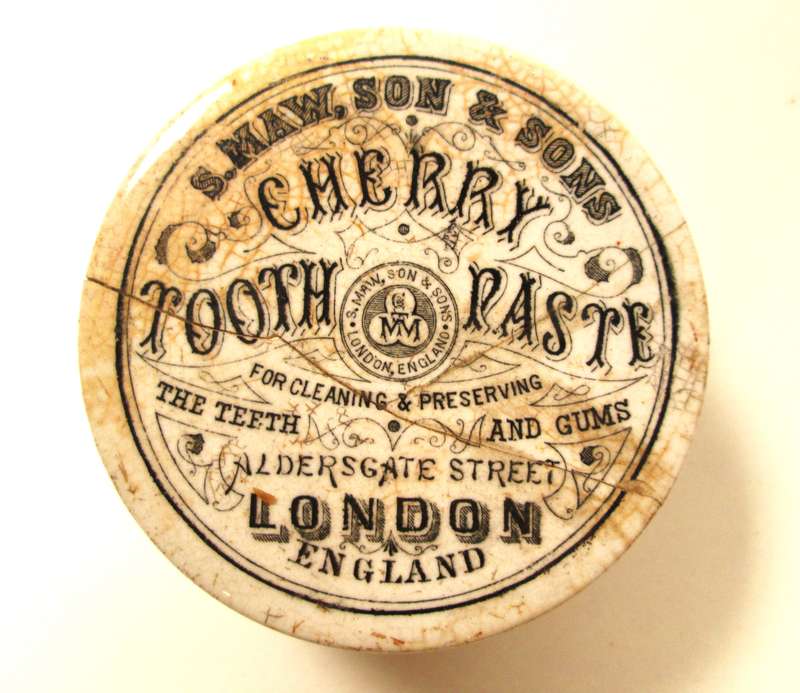 S. MAW, SON & SONS
CHERRY
TOOTH PASTE
S. MAW, SON & SONS
LONDON, ENGLAND
FOR CLEANING & PRESERVING
THE TEETH AND GUMS
ALDERSGATE STREET
LONDON
ENGLAND